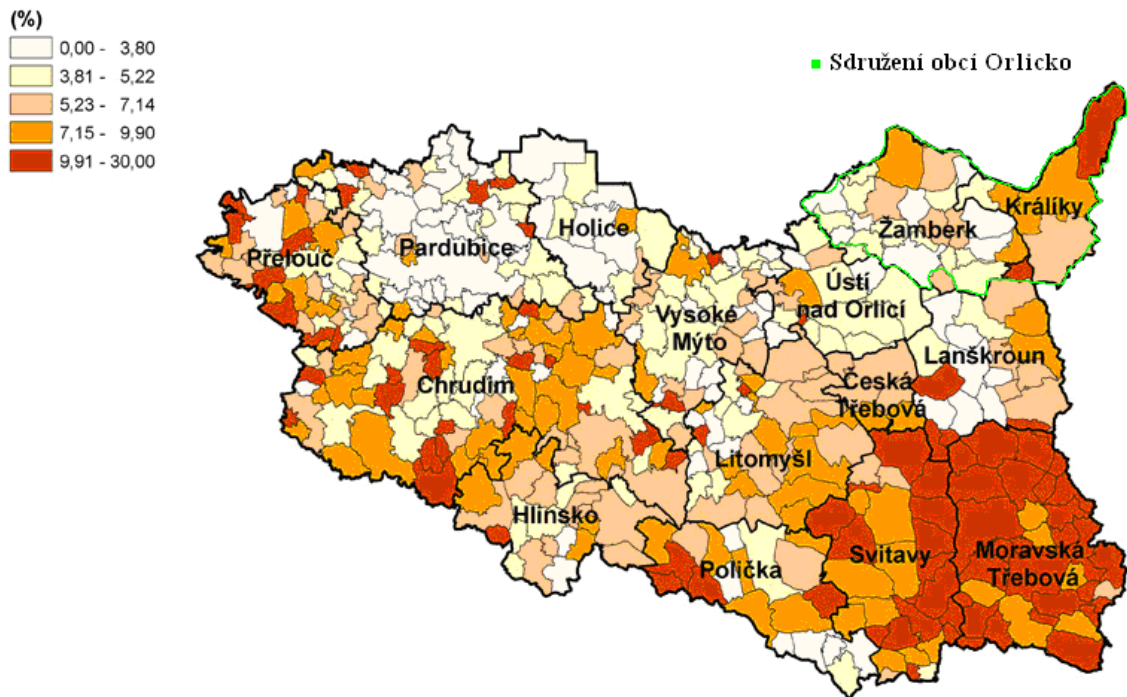 (%)
0,00 - 3,80
3,81 - 5,22
5,23 - 7,14
7,15 - 9,90
9,91 - 30,00
Sdružení obcí Orlicko
Králíky
Žamberk
Holice
Pardubice
Přelouč
Ústí
nad Orlicí
Vysoké
Mýto
Lanškroun
Česká
Třebová
Chrudim
Litomyšl
Hlinsko
Svitavy
Moravská
Třebová
Polička